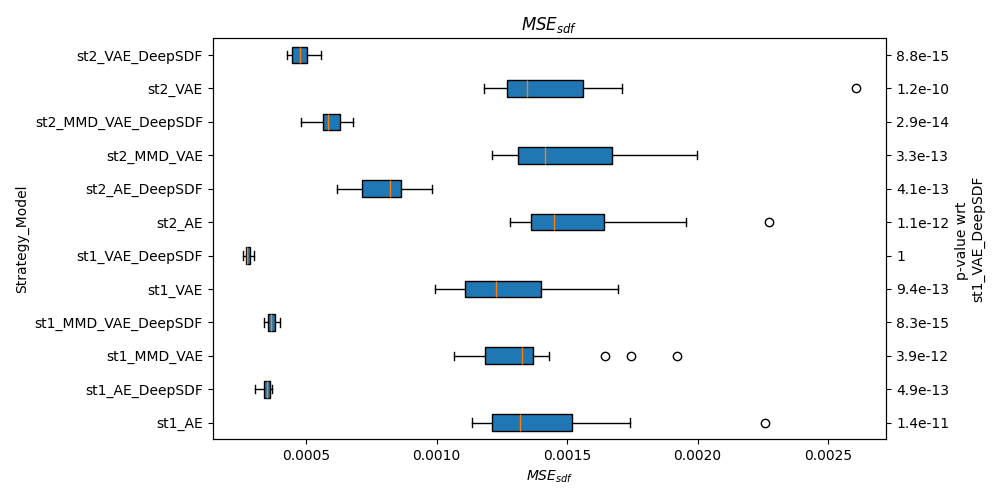 MSE_sdf
st2_VAE_DeepSDF 8.8e-15
st2_VAE 1.2e-10
st2_MMD_VAE_DeepSDF 2.9e-14
st2_MMD_VAE 3.3e-13
st2_AE_DeepSDF 4.1e-13
st2_AE 1.1e-12
st1_VAE_DeepSDF 1
st1_VAE 9.4e-13
st1_MMD_VAE_DeepSDF 8.3e-15
st1_MMD_VAE 3.9e-12
st1_AE_DeepSDF 4.9e-13
st1_AE 1.4e-11
Strategy_Model
p-value wrt
st1_VAE_DeepSDF
0.0005 0.0010 0.0015 0.0020 0.0025
MSE_sdf